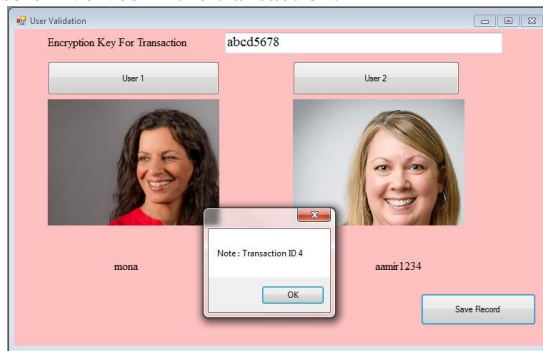 User Validation
Encryption Key For Transaction abcd5678
User 1 User 2
Note : Transaction ID 4
OK
mona aamir1234
Save Record